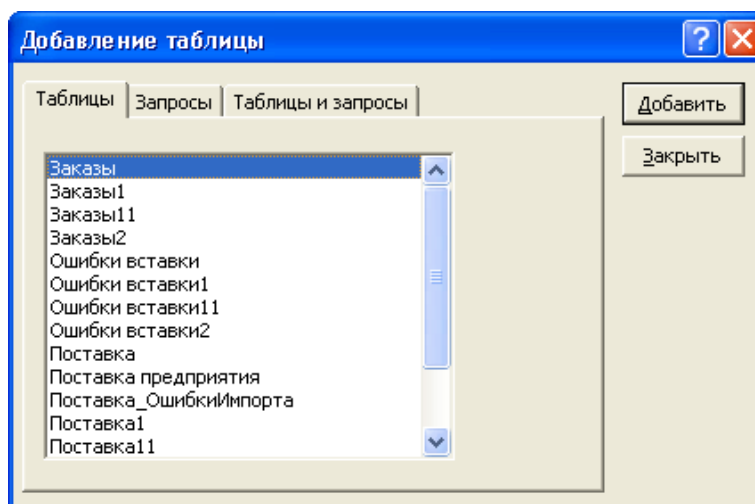 Добавление таблицы
Таблицы Запросы Таблицы и запросы
Добавить
Закрыть
Заказы
Заказы1
Заказы11
Заказы2
Ошибки вставки
Ошибки вставки1
Ошибки вставки11
Ошибки вставки2
Поставка
Поставка предприятия
Поставка_ОшибкиИмпорта
Поставка1
Поставка11